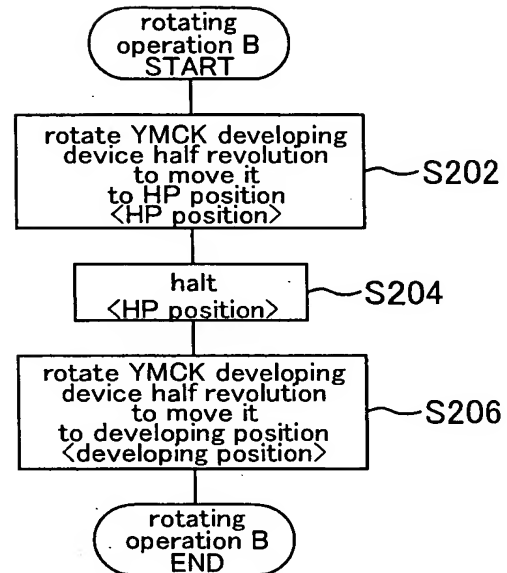 rotating
operation B
START
rotate YMCK developing
device half revolution
to move it
to HP position
<HP position>
S202
halt
<HP position>
S204
rotate YMCK developing
device half revolution
to move it
to developing position
<developing position>
S206
rotating
operation B
END